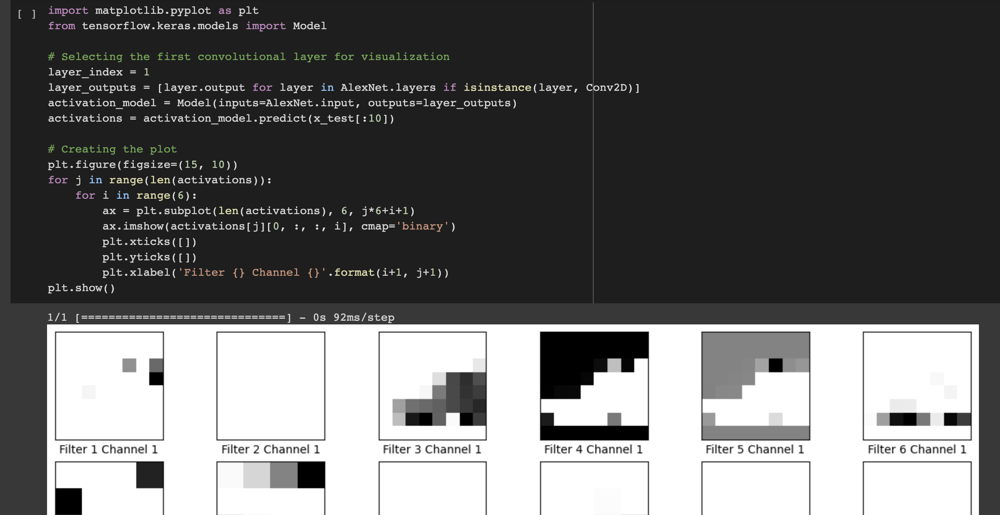 [ ]
import matplotlib.pyplot as plt
from tensorflow.keras.models import Model

# Selecting the first convolutional layer for visualization
layer_index = 1
layer_outputs = [layer.output for layer in AlexNet.layers if isinstance(layer, Conv2D)]
activation_model = Model(inputs=AlexNet.input, outputs=layer_outputs)
activations = activation_model.predict(x_test[:10])

# Creating the plot
plt.figure(figsize=(15, 10))
for j in range(len(activations)):
    for i in range(6):
        ax = plt.subplot(len(activations), 6, j*6+i+1)
        ax.imshow(activations[j][0, :, :, i], cmap='binary')
        plt.xticks([])
        plt.yticks([])
        plt.xlabel('Filter {} Channel {}'.format(i+1, j+1))
plt.show()
1/1 [==============================] - 0s 92ms/step
Filter 1 Channel 1
Filter 2 Channel 1
Filter 3 Channel 1
Filter 4 Channel 1
Filter 5 Channel 1
Filter 6 Channel 1